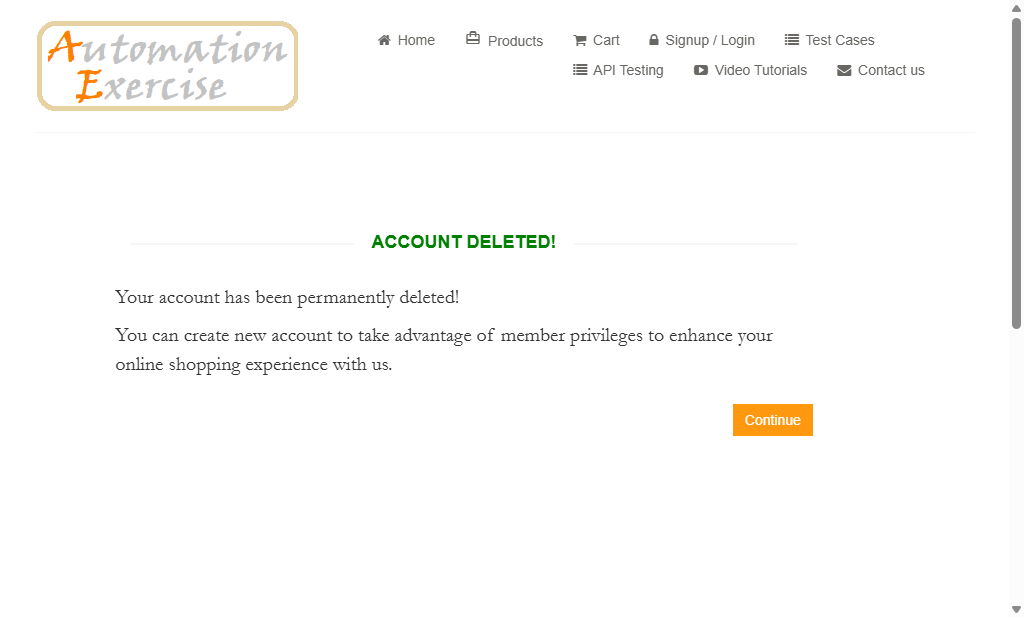 Automation
Exercise
Home
Products
Cart
Signup / Login
Test Cases
API Testing
Video Tutorials
Contact us
ACCOUNT DELETED!
Your account has been permanently deleted!
You can create new account to take advantage of member privileges to enhance your
online shopping experience with us.
Continue